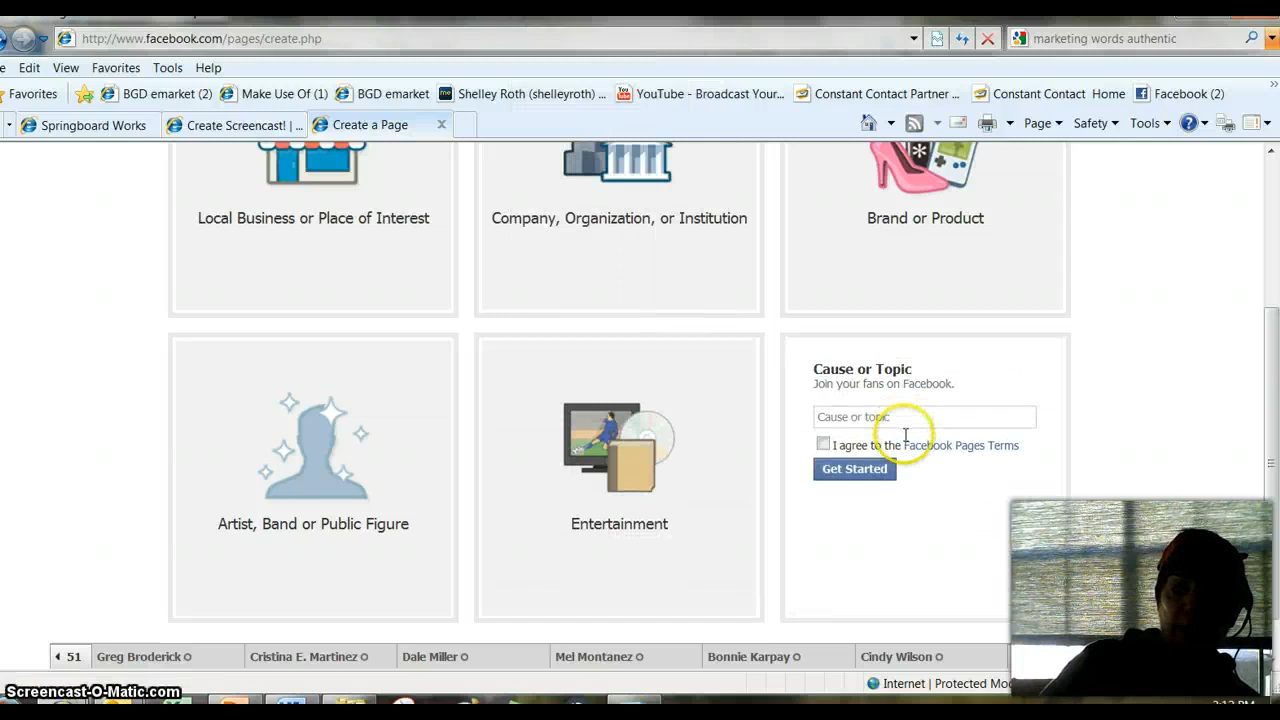 http://www.facebook.com/pages/create.php
marketing words authentic
Edit View Favorites Tools Help
Favorites BGD emarket (2) Make Use Of (1) BGD emarket Shelley Roth (shelleyroth) ... YouTube - Broadcast Your... Constant Contact Partner ... Constant Contact Home Facebook (2)
Springboard Works Create Screencast! | ... Create a Page Page Safety Tools
Local Business or Place of Interest
Company, Organization, or Institution
Brand or Product
Cause or Topic
Join your fans on Facebook.
Cause or topic
I agree to the Facebook Pages Terms
Get Started
Artist, Band or Public Figure
Entertainment
51 Greg Broderick Cristina E. Martinez Dale Miller Mel Montanez Bonnie Karpay Cindy Wilson
Internet | Protected Mo
Screencast-O-Matic.com